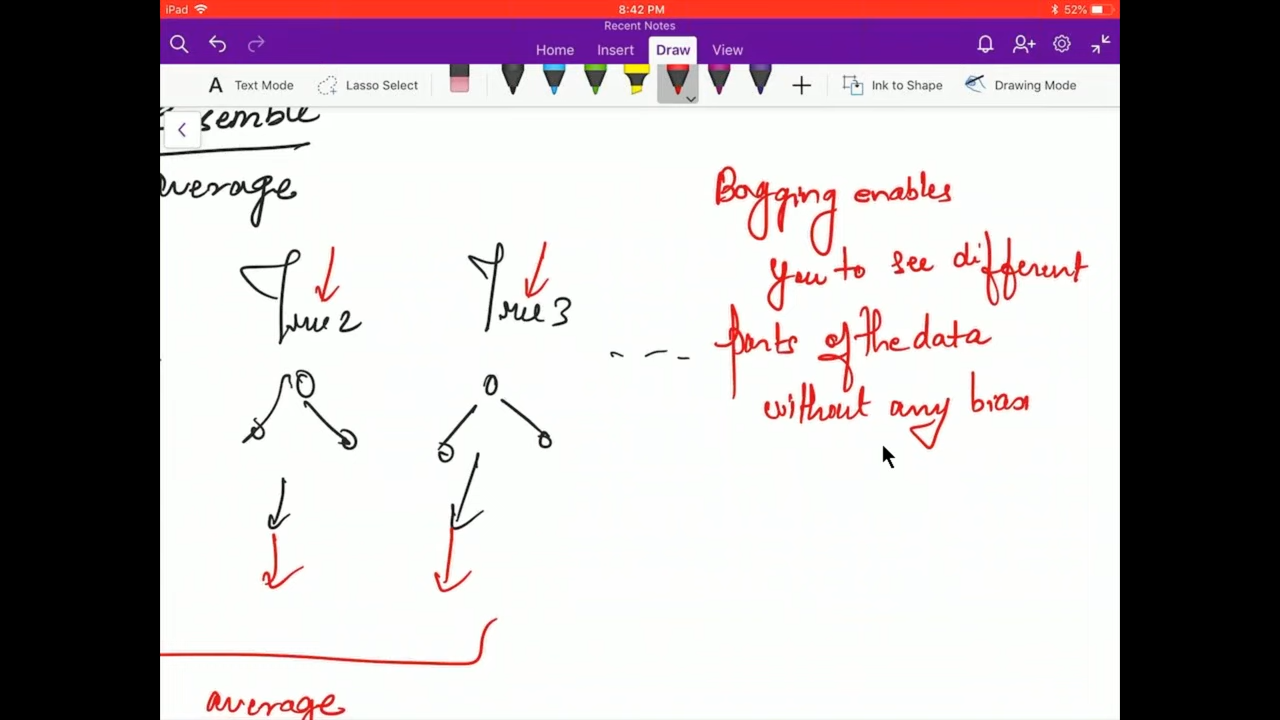 iPad 8:42 PM 52%
Recent Notes
Home Insert Draw View
A Text Mode Lasso Select Ink to Shape Drawing Mode
semble
average
Bagging enables
you to see different
parts of the data
without any bias
Tree 2 Tree 3
average